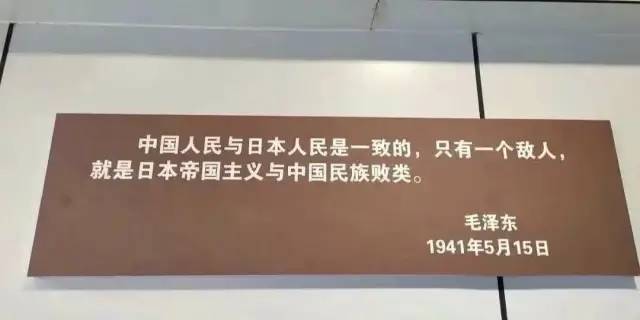 中国人民与日本人民是一致的，只有一个敌人，
就是日本帝国主义与中国民族败类。
毛泽东
1941年5月15日